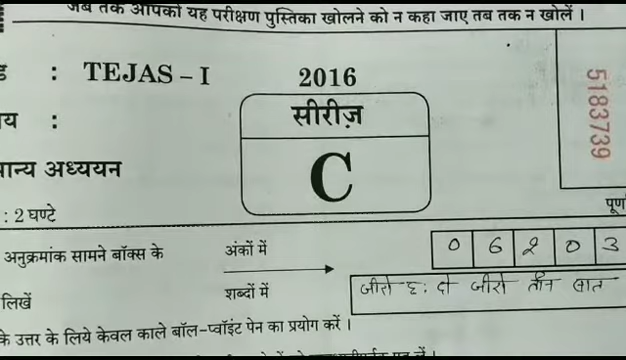 जब तक आपको यह परीक्षण पुस्तिका खोलने को न कहा जाए तब तक न खोलें ।
: TEJAS – I 2016
सीरीज़
5183739
य :
C
मान्य अध्ययन
: 2 घण्टे
पूर्ण
अनुक्रमांक सामने बॉक्स के अंकों में 0 6 2 0 3
लिखें शब्दों में जीरो छः दो जीरो तीन सात
के उत्तर के लिये केवल काले बॉल-प्वॉइंट पेन का प्रयोग करें ।